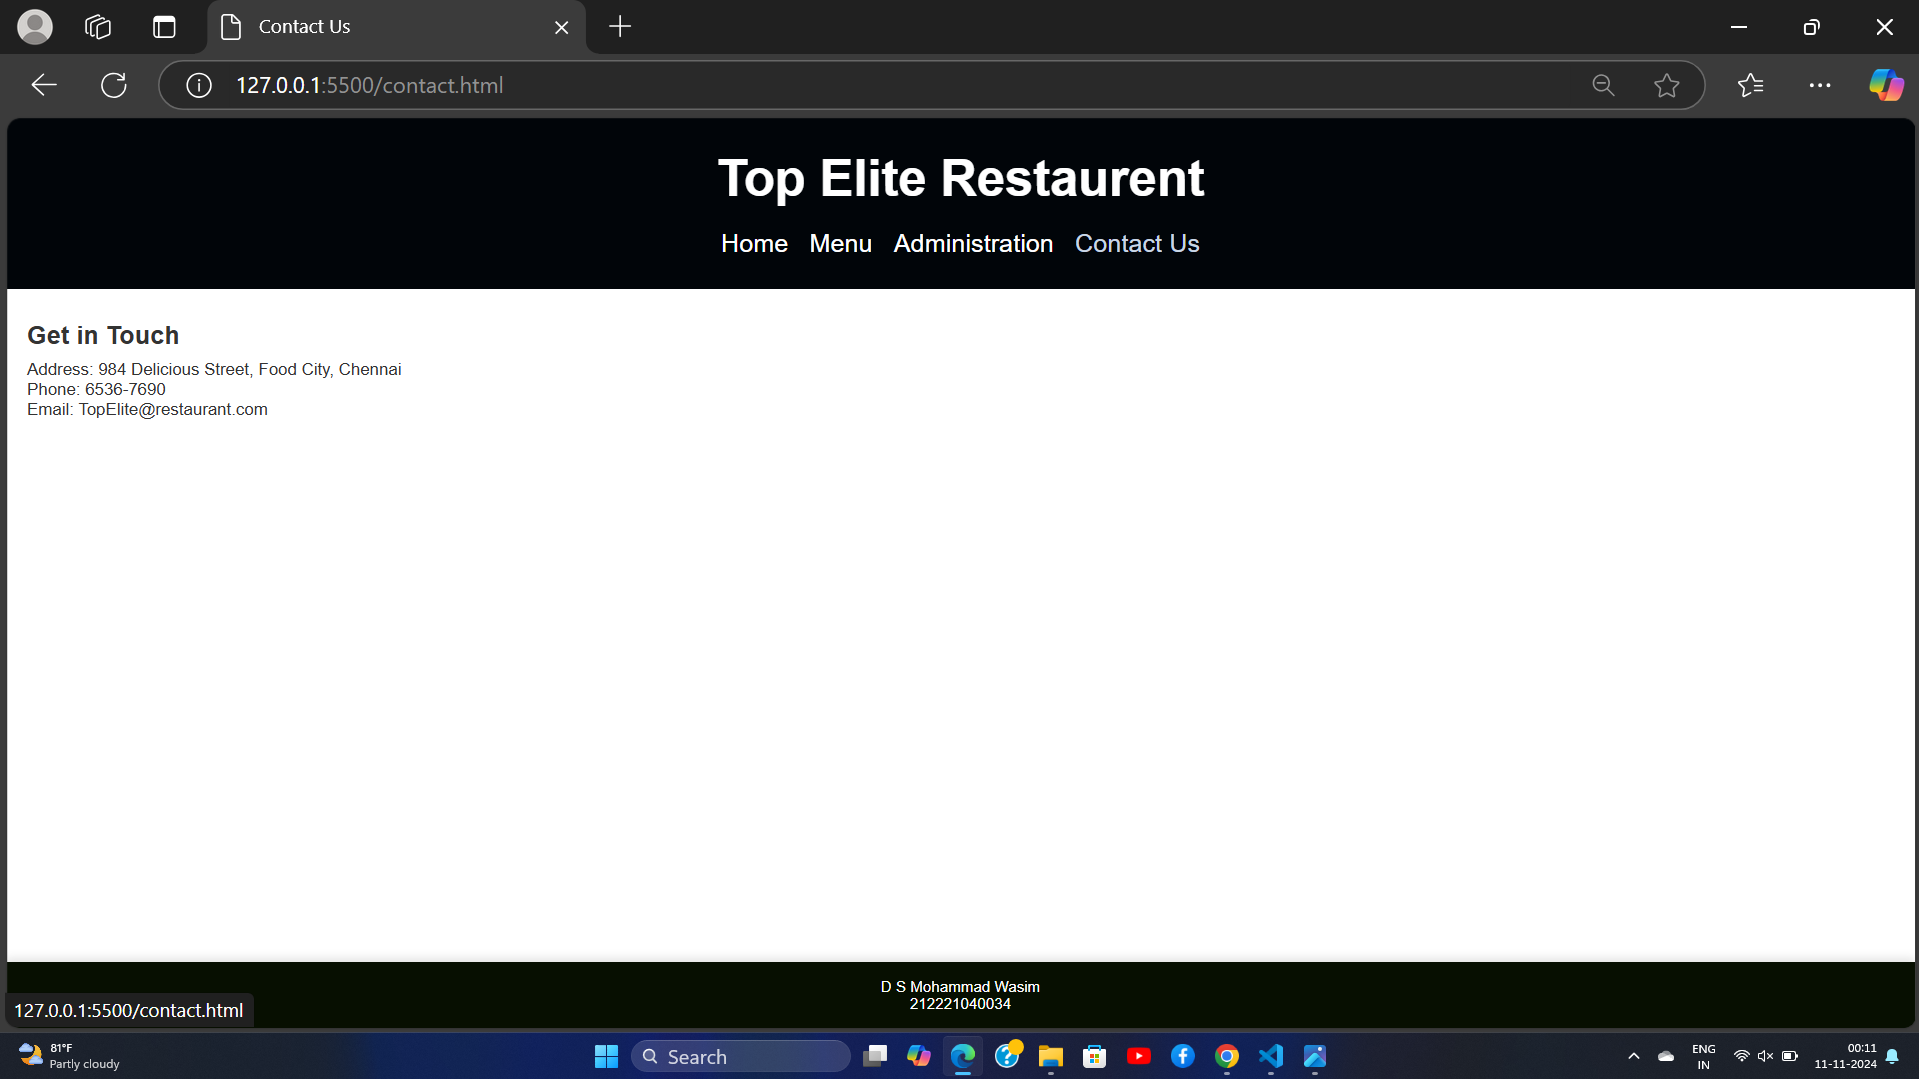 Contact Us
127.0.0.1:5500/contact.html
Top Elite Restaurent
Home Menu Administration Contact Us
Get in Touch
Address: 984 Delicious Street, Food City, Chennai
Phone: 6536-7690
Email: TopElite@restaurant.com
D S Mohammad Wasim
212221040034
127.0.0.1:5500/contact.html
81°F
Partly cloudy
Search
ENG
IN
00:11
11-11-2024